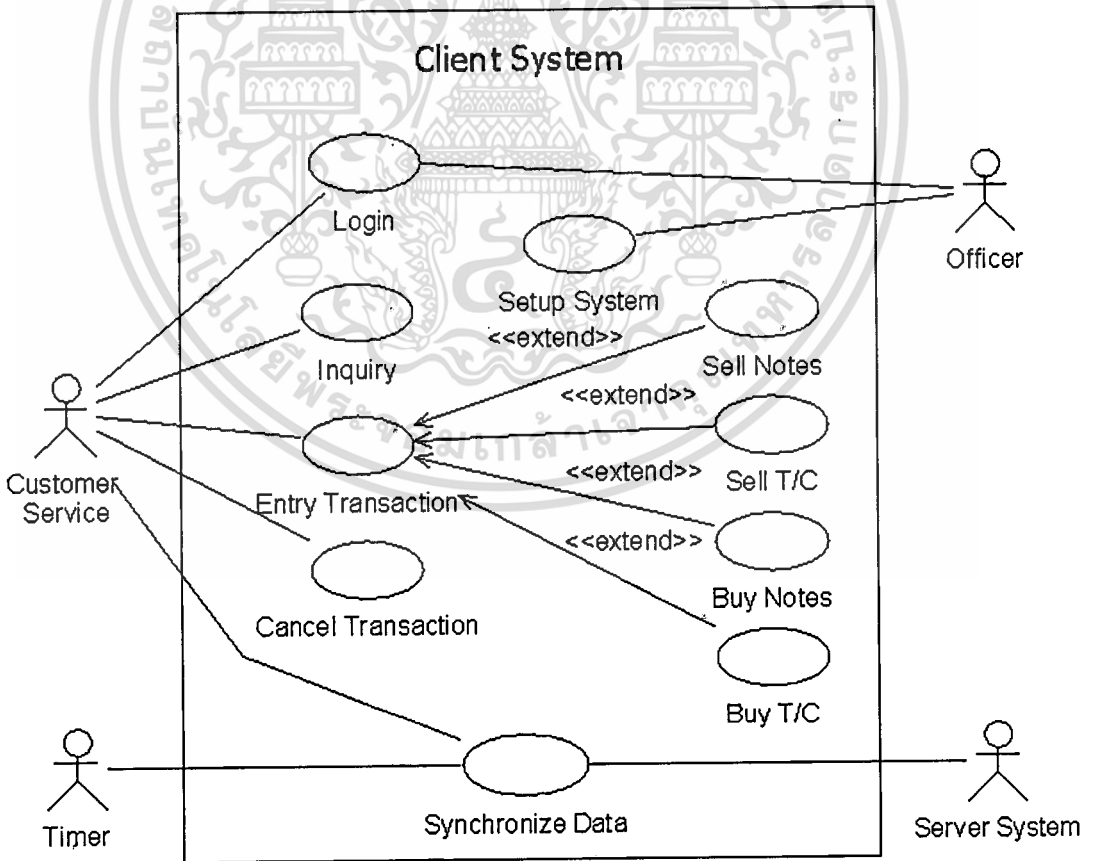 Client System
Login
Officer
Setup System
<<extend>>
Sell Notes
Inquiry
<<extend>>
Sell T/C
Customer
Service
Entry Transaction
<<extend>>
<<extend>>
Buy Notes
Cancel Transaction
Buy T/C
Timer
Synchronize Data
Server System